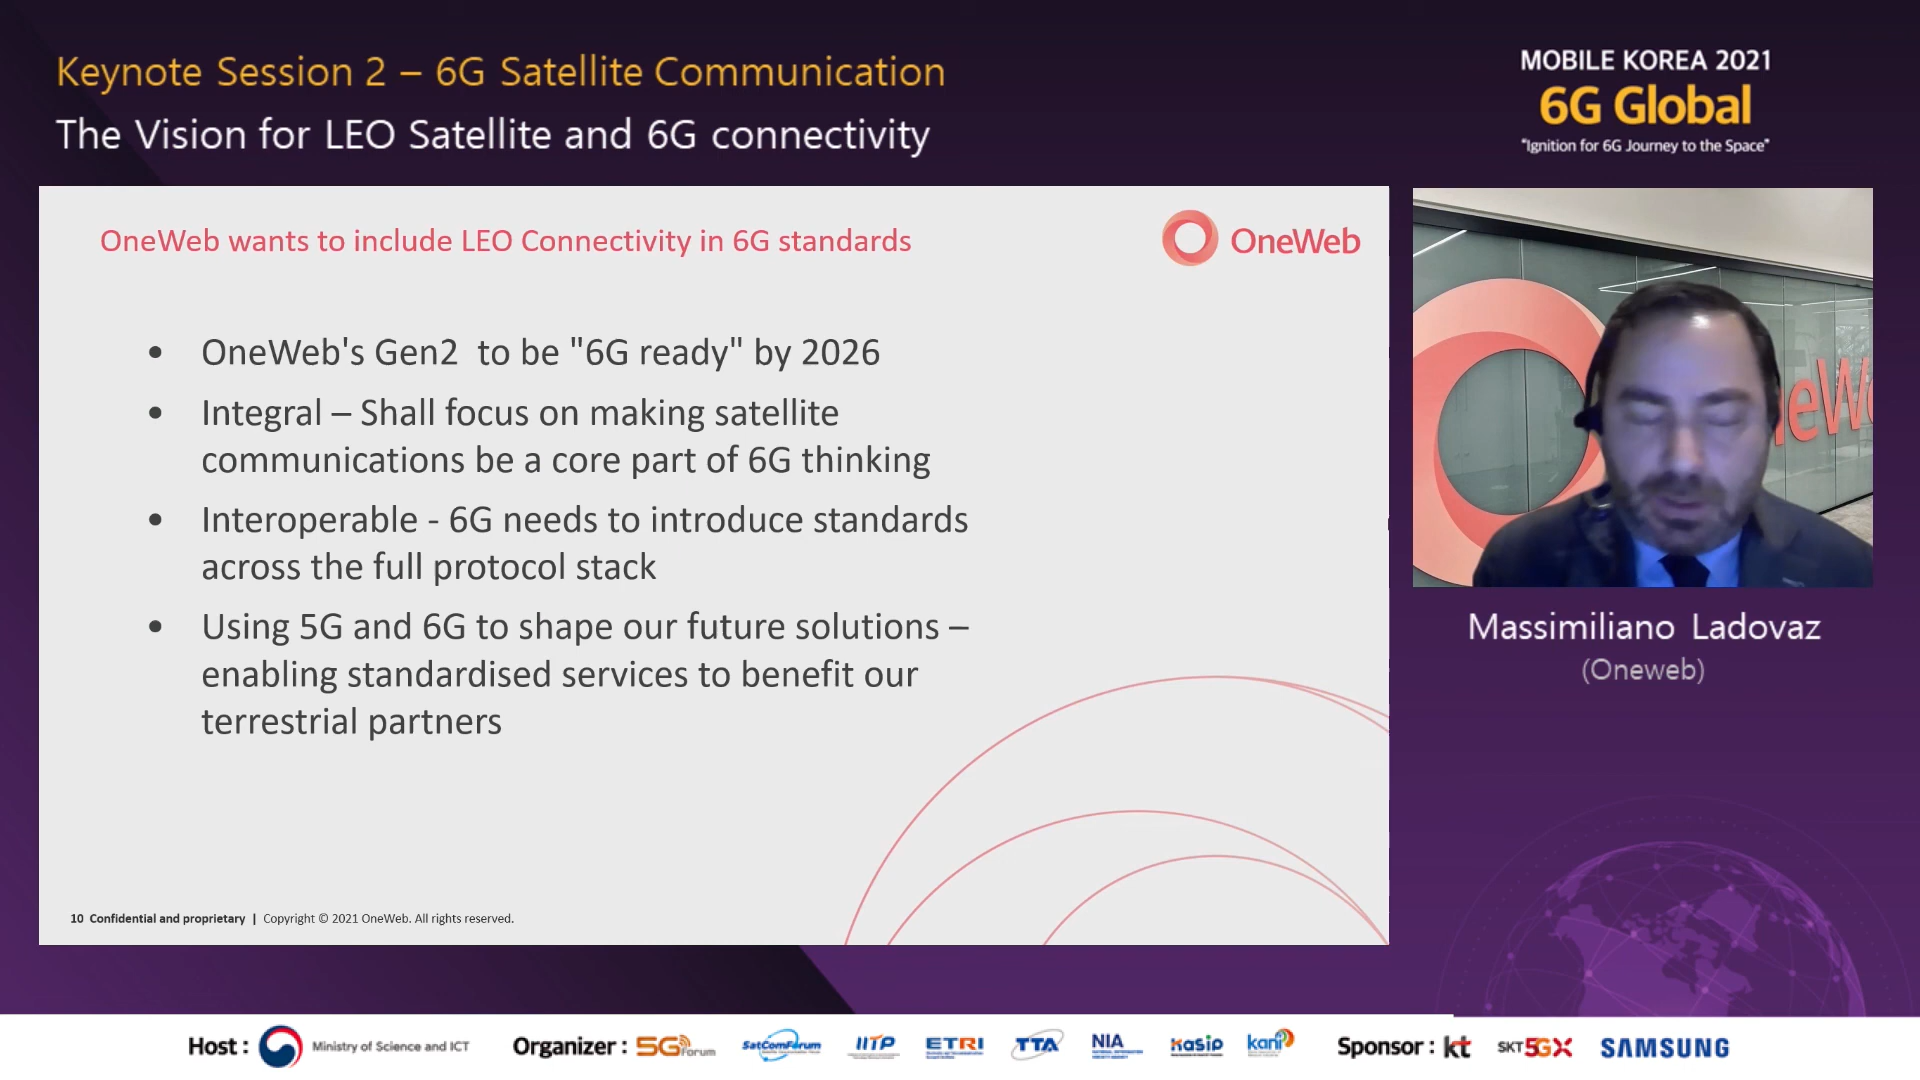 Keynote Session 2 – 6G Satellite Communication
The Vision for LEO Satellite and 6G connectivity
MOBILE KOREA 2021
6G Global
"Ignition for 6G Journey to the Space"
OneWeb wants to include LEO Connectivity in 6G standards
OneWeb
• OneWeb's Gen2 to be "6G ready" by 2026
• Integral – Shall focus on making satellite
communications be a core part of 6G thinking
• Interoperable - 6G needs to introduce standards
across the full protocol stack
• Using 5G and 6G to shape our future solutions –
enabling standardised services to benefit our
terrestrial partners
10 Confidential and proprietary | Copyright © 2021 OneWeb. All rights reserved.
eWe
Massimiliano Ladovaz
(Oneweb)
Host : Ministry of Science and ICT Organizer : 5G forum SatComForum IITP ETRI TTA NIA Kasip kani Sponsor : kt SKT 5GX SAMSUNG